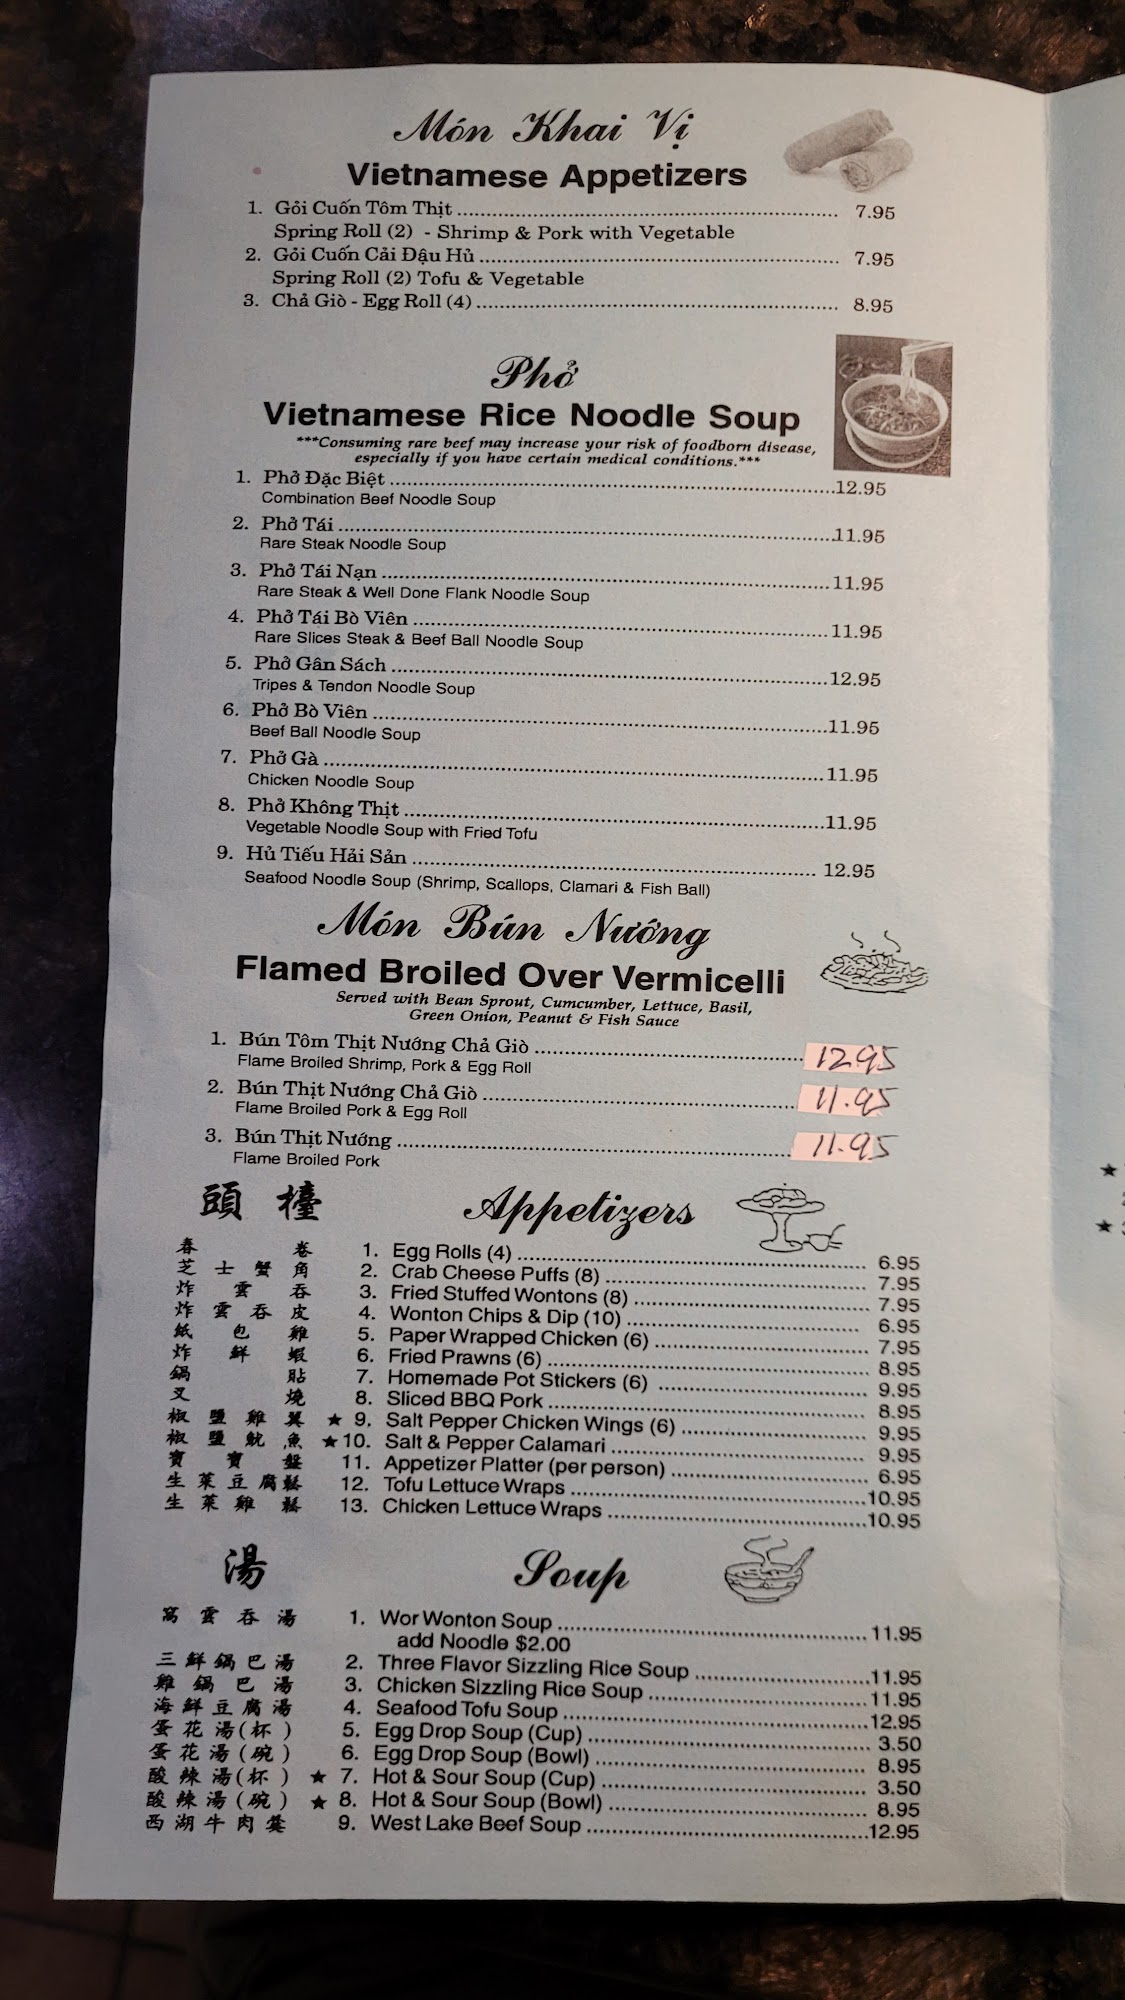 Món Khai Vị
Vietnamese Appetizers
1. Gỏi Cuốn Tôm Thịt ........ 7.95
Spring Roll (2) - Shrimp & Pork with Vegetable
2. Gỏi Cuốn Cải Đậu Hủ ........ 7.95
Spring Roll (2) Tofu & Vegetable
3. Chả Giò - Egg Roll (4) ........ 8.95
Phở
Vietnamese Rice Noodle Soup
***Consuming rare beef may increase your risk of foodborn disease,
especially if you have certain medical conditions.***
1. Phở Đặc Biệt ........ 12.95
Combination Beef Noodle Soup
2. Phở Tái ........ 11.95
Rare Steak Noodle Soup
3. Phở Tái Nạn ........ 11.95
Rare Steak & Well Done Flank Noodle Soup
4. Phở Tái Bò Viên ........ 11.95
Rare Slices Steak & Beef Ball Noodle Soup
5. Phở Gân Sách ........ 12.95
Tripes & Tendon Noodle Soup
6. Phở Bò Viên ........ 11.95
Beef Ball Noodle Soup
7. Phở Gà ........ 11.95
Chicken Noodle Soup
8. Phở Không Thịt ........ 11.95
Vegetable Noodle Soup with Fried Tofu
9. Hủ Tiếu Hải Sản ........ 12.95
Seafood Noodle Soup (Shrimp, Scallops, Clamari & Fish Ball)
Món Bún Nướng
Flamed Broiled Over Vermicelli
Served with Bean Sprout, Cumcumber, Lettuce, Basil,
Green Onion, Peanut & Fish Sauce
1. Bún Tôm Thịt Nướng Chả Giò ........ 12.95
Flame Broiled Shrimp, Pork & Egg Roll
2. Bún Thịt Nướng Chả Giò ........ 11.95
Flame Broiled Pork & Egg Roll
3. Bún Thịt Nướng ........ 11.95
Flame Broiled Pork
頭檯 Appetizers
春卷 1. Egg Rolls (4) ........ 6.95
芝士蟹角 2. Crab Cheese Puffs (8) ........ 7.95
炸雲吞 3. Fried Stuffed Wontons (8) ........ 7.95
炸雲吞皮 4. Wonton Chips & Dip (10) ........ 6.95
紙包雞 5. Paper Wrapped Chicken (6) ........ 7.95
炸鮮蝦 6. Fried Prawns (6) ........ 8.95
鍋貼 7. Homemade Pot Stickers (6) ........ 9.95
叉燒 8. Sliced BBQ Pork ........ 8.95
椒鹽雞翼 ★ 9. Salt Pepper Chicken Wings (6) ........ 9.95
椒鹽魷魚 ★ 10. Salt & Pepper Calamari ........ 9.95
寶寶盤 11. Appetizer Platter (per person) ........ 6.95
生菜豆腐鬆 12. Tofu Lettuce Wraps ........ 10.95
生菜雞鬆 13. Chicken Lettuce Wraps ........ 10.95
湯 Soup
窩雲吞湯 1. Wor Wonton Soup ........ 11.95
add Noodle $2.00
三鮮鍋巴湯 2. Three Flavor Sizzling Rice Soup ........ 11.95
雞鍋巴湯 3. Chicken Sizzling Rice Soup ........ 11.95
海鮮豆腐湯 4. Seafood Tofu Soup ........ 12.95
蛋花湯(杯) 5. Egg Drop Soup (Cup) ........ 3.50
蛋花湯(碗) 6. Egg Drop Soup (Bowl) ........ 8.95
酸辣湯(杯) ★ 7. Hot & Sour Soup (Cup) ........ 3.50
酸辣湯(碗) ★ 8. Hot & Sour Soup (Bowl) ........ 8.95
西湖牛肉羹 9. West Lake Beef Soup ........ 12.95